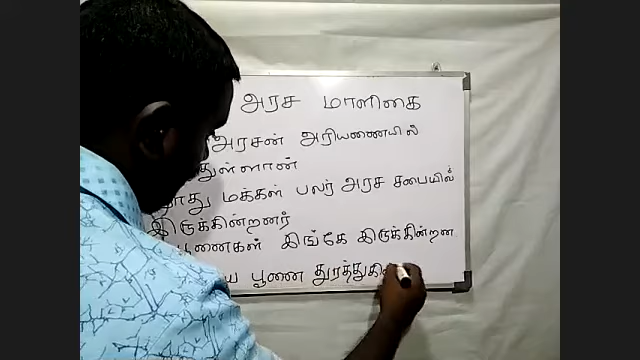 அரச மாளிகை
அரசன் அரியணையில்
துள்ளான்
மக்கள் பலர் அரச சபையில்
இருக்கின்றனர்
பூனைகள் இங்கே இருக்கின்றன
பூனை துரத்துகி